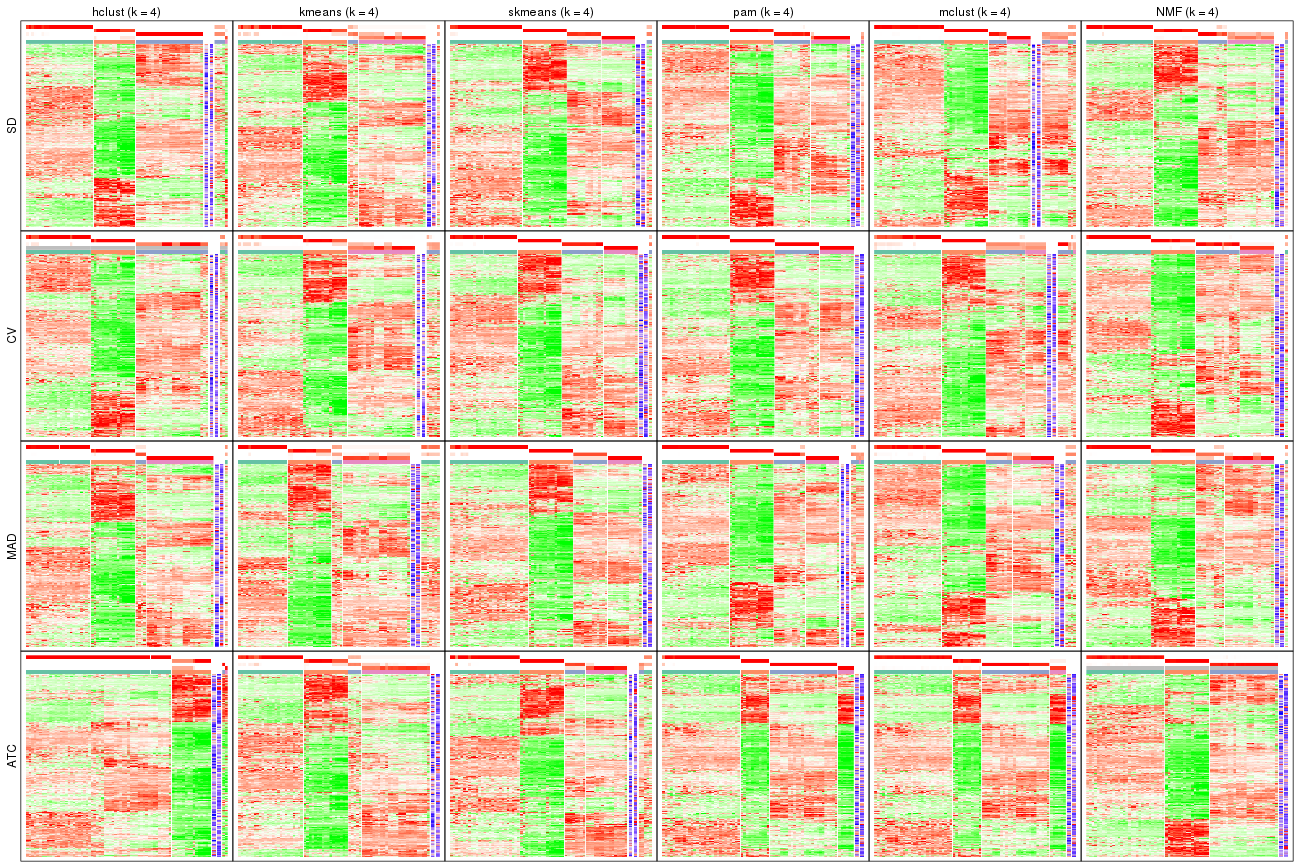 hclust (k = 4) kmeans (k = 4) skmeans (k = 4) pam (k = 4) mclust (k = 4) NMF (k = 4)
SD
CV
MAD
ATC